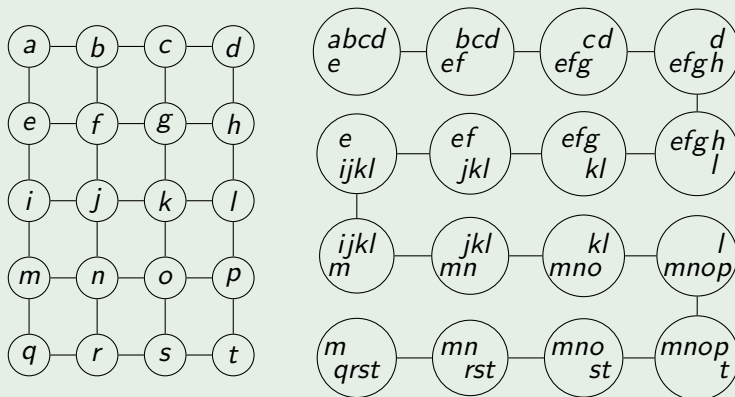 a b c d
e f g h
i j k l
m n o p
q r s t
abcd
e
bcd
ef
cd
efg
d
efgh
e
ijkl
ef
jkl
efg
kl
efgh
l
ijkl
m
jkl
mn
kl
mno
l
mnop
m
qrst
mn
rst
mno
st
mnop
t